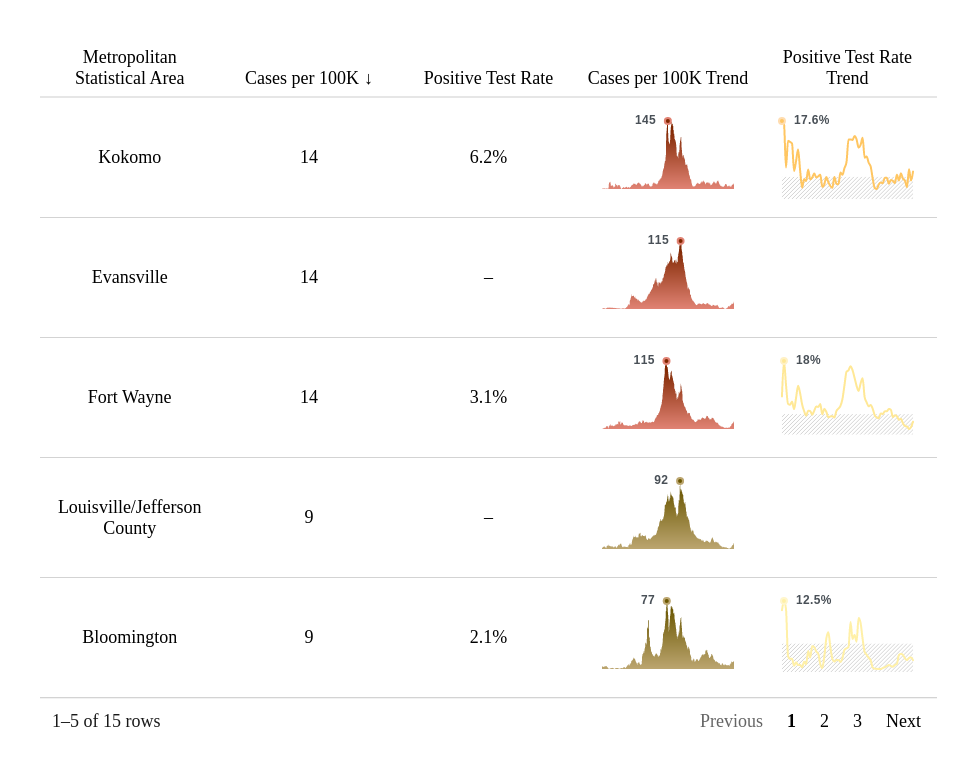 Metropolitan
Statistical Area
Cases per 100K ↓
Positive Test Rate
Cases per 100K Trend
Positive Test Rate
Trend
Kokomo
14
6.2%
145
17.6%
Evansville
14
–
115
Fort Wayne
14
3.1%
115
18%
Louisville/Jefferson
County
9
–
92
Bloomington
9
2.1%
77
12.5%
1–5 of 15 rows
Previous 1 2 3 Next